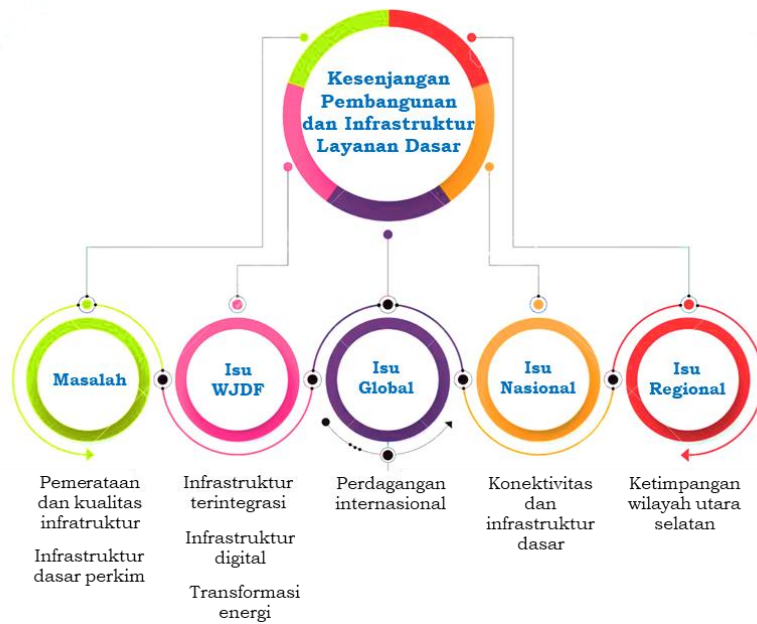 Kesenjangan
Pembangunan
dan Infrastruktur
Layanan Dasar
Masalah
Isu
WJDF
Isu
Global
Isu
Nasional
Isu
Regional
Pemerataan
dan kualitas
infratruktur
Infrastruktur
dasar perkim
Infrastruktur
terintegrasi
Infrastruktur
digital
Transformasi
energi
Perdagangan
internasional
Konektivitas
dan
infrastruktur
dasar
Ketimpangan
wilayah utara
selatan